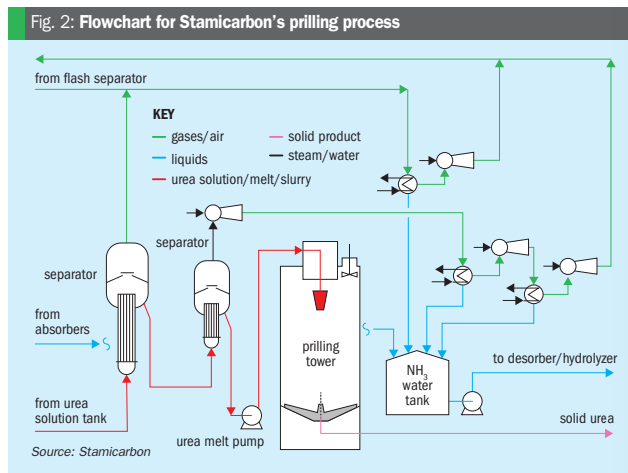 Fig. 2: Flowchart for Stamicarbon's prilling process
from flash separator
KEY
gases/air
solid product
liquids
steam/water
urea solution/melt/slurry
separator
separator
from
absorbers
prilling
tower
NH3
water
tank
to desorber/hydrolyzer
from urea
solution tank
solid urea
urea melt pump
Source: Stamicarbon